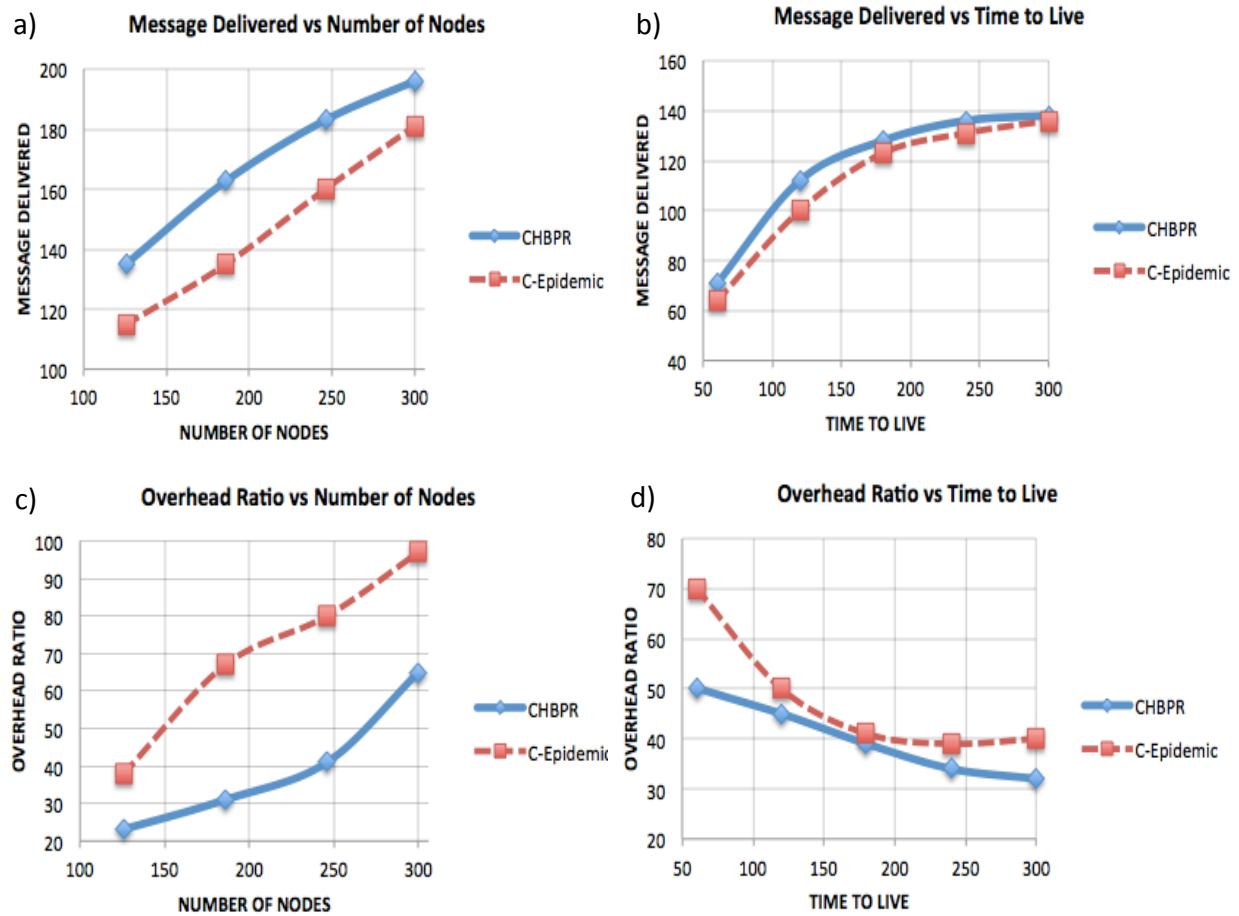 a)
Message Delivered vs Number of Nodes
MESSAGE DELIVERED
200
180
160
140
120
100
100
150
200
250
300
NUMBER OF NODES
CHBPR
C-Epidemic
b)
Message Delivered vs Time to Live
MESSAGE DELIVERED
160
140
120
100
80
60
40
50
100
150
200
250
300
TIME TO LIVE
CHBPR
C-Epidemic
c)
Overhead Ratio vs Number of Nodes
OVERHEAD RATIO
100
90
80
70
60
50
40
30
20
100
150
200
250
300
NUMBER OF NODES
CHBPR
C-Epidemic
d)
Overhead Ratio vs Time to Live
OVERHEAD RATIO
80
70
60
50
40
30
20
50
100
150
200
250
300
TIME TO LIVE
CHBPR
C-Epidemic